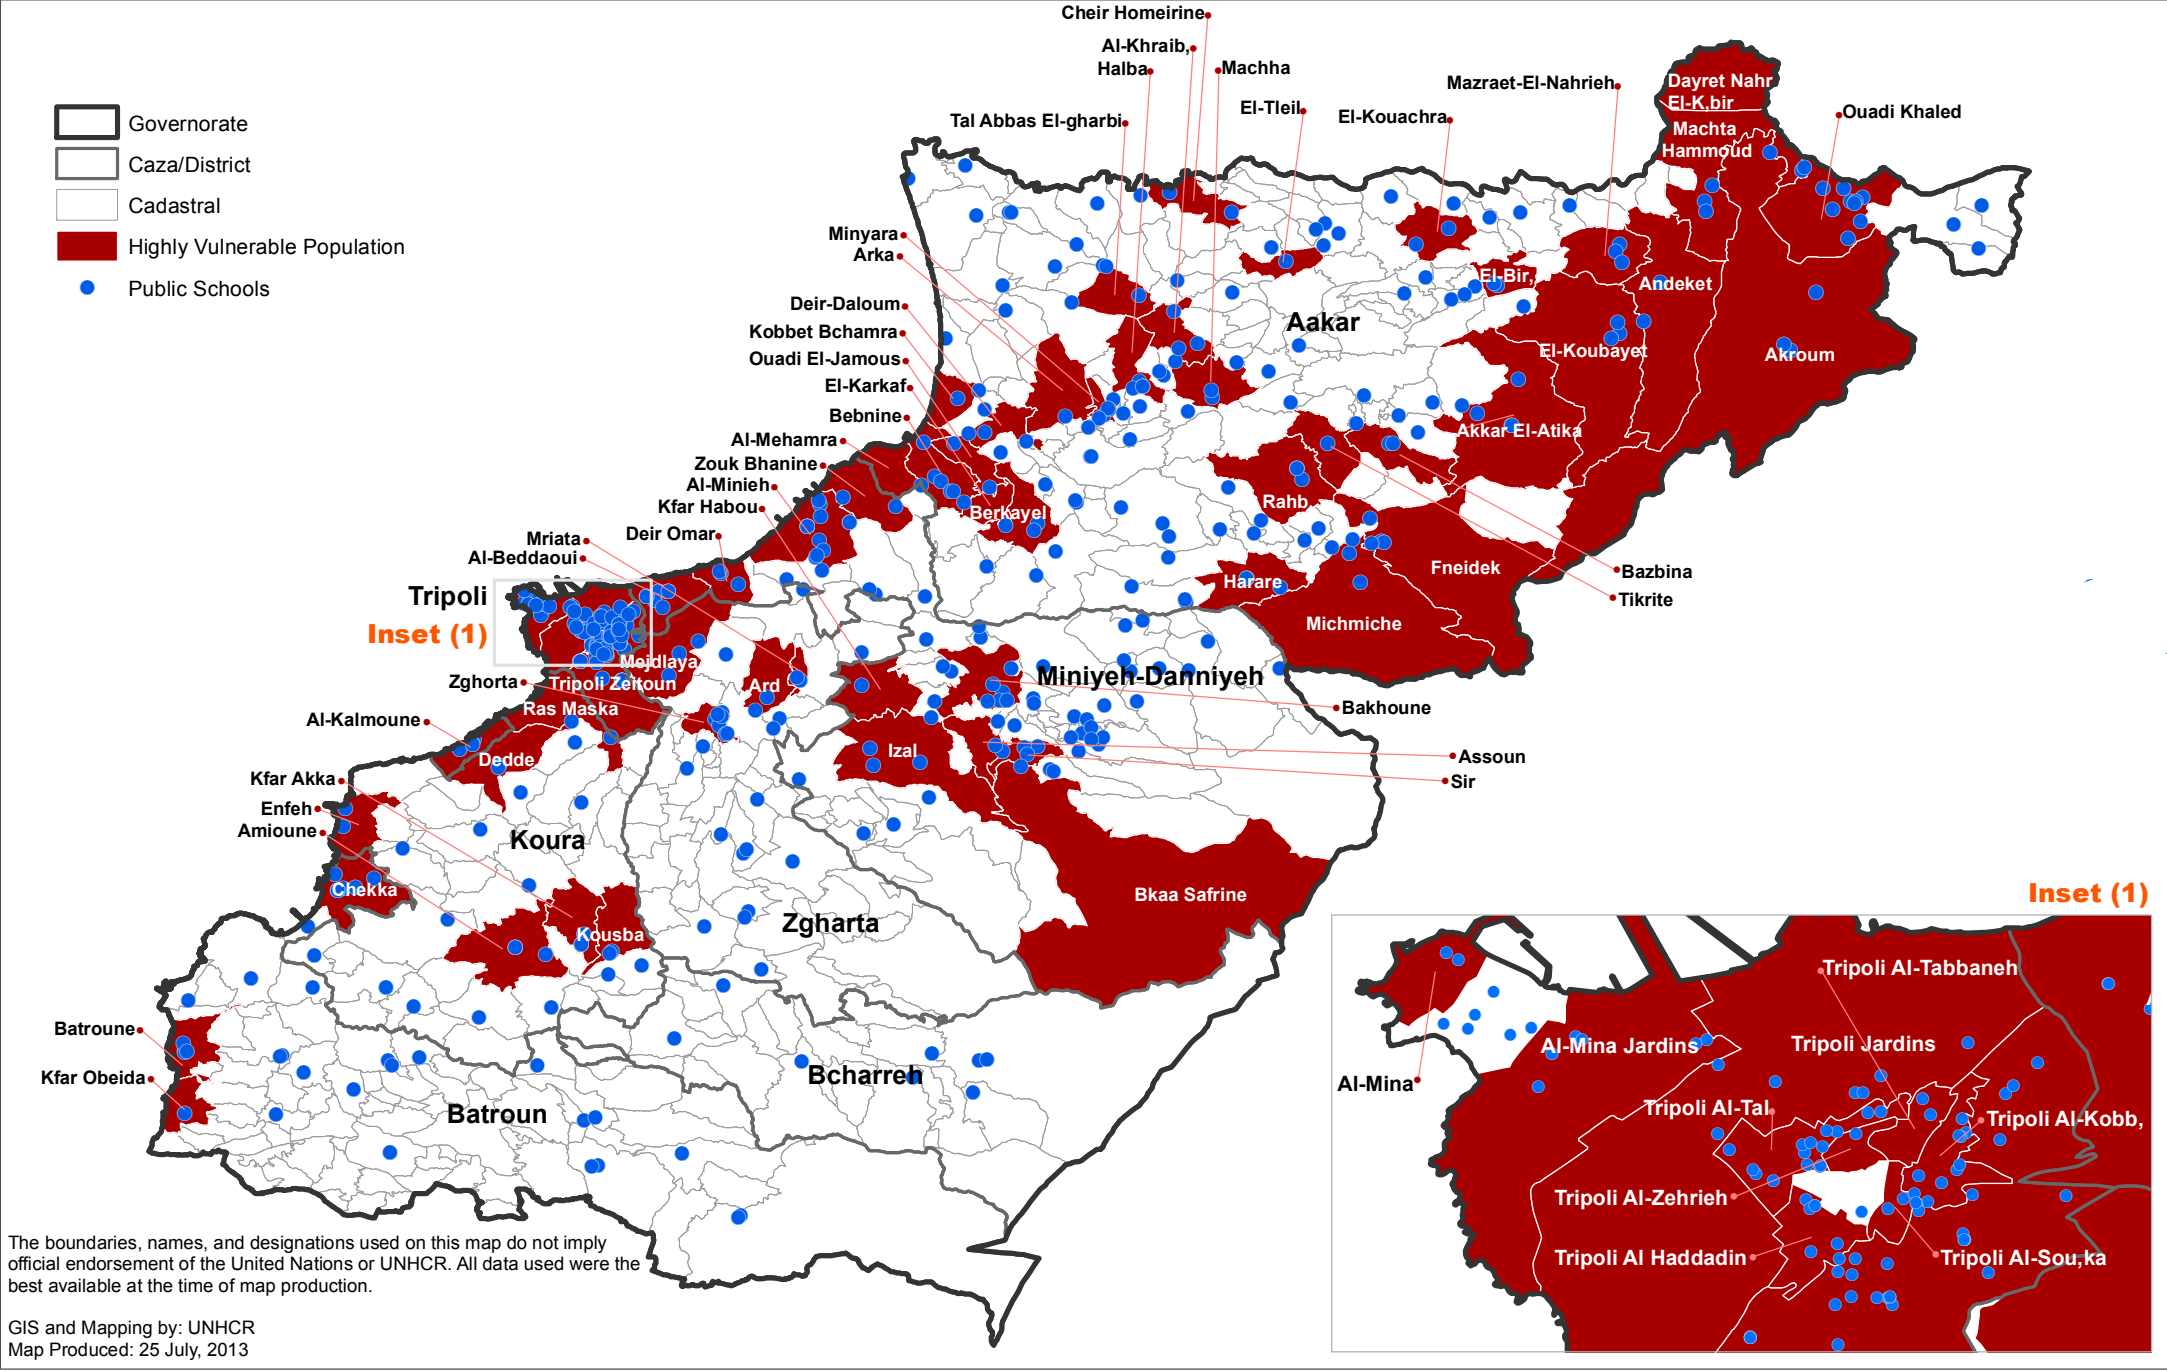 Cheir Homeirine
Al-Khraib,
Halba
Machha
Mazraet-El-Nahrieh
Dayret Nahr
El-K,bir
El-Tleil
El-Kouachra
Ouadi Khaled
Tal Abbas El-gharbi
Machta
Hammoud
Governorate
Caza/District
Cadastral
Highly Vulnerable Population
Public Schools
Minyara
Arka
Deir-Daloum
Kobbet Bchamra
Ouadi El-Jamous
El-Karkaf
Bebnine
Al-Mehamra
Zouk Bhanine
Al-Minieh
Kfar Habou
Deir Omar
Mriata
Al-Beddaoui
El-Bir,
Andeket
Aakar
El-Koubayet
Akroum
Akkar El-Atika
Rahb
Berkayel
Fneidek
Harare
Michmiche
Bazbina
Tikrite
Tripoli
Inset (1)
Mejdlaya
Tripoli Zeitoun
Zghorta
Ard
Miniyeh-Danniyeh
Ras Maska
Al-Kalmoune
Bakhoune
Izal
Dedde
Assoun
Sir
Kfar Akka
Enfeh
Amioune
Koura
Chekka
Kousba
Zgharta
Bkaa Safrine
Batroune
Kfar Obeida
Bcharreh
Batroun
Inset (1)
Tripoli Al-Tabbaneh
Al-Mina Jardins
Tripoli Jardins
Al-Mina
Tripoli Al-Tal
Tripoli Al-Kobb,
Tripoli Al-Zehrieh
Tripoli Al Haddadin
Tripoli Al-Sou,ka
The boundaries, names, and designations used on this map do not imply
official endorsement of the United Nations or UNHCR. All data used were the
best available at the time of map production.
GIS and Mapping by: UNHCR
Map Produced: 25 July, 2013